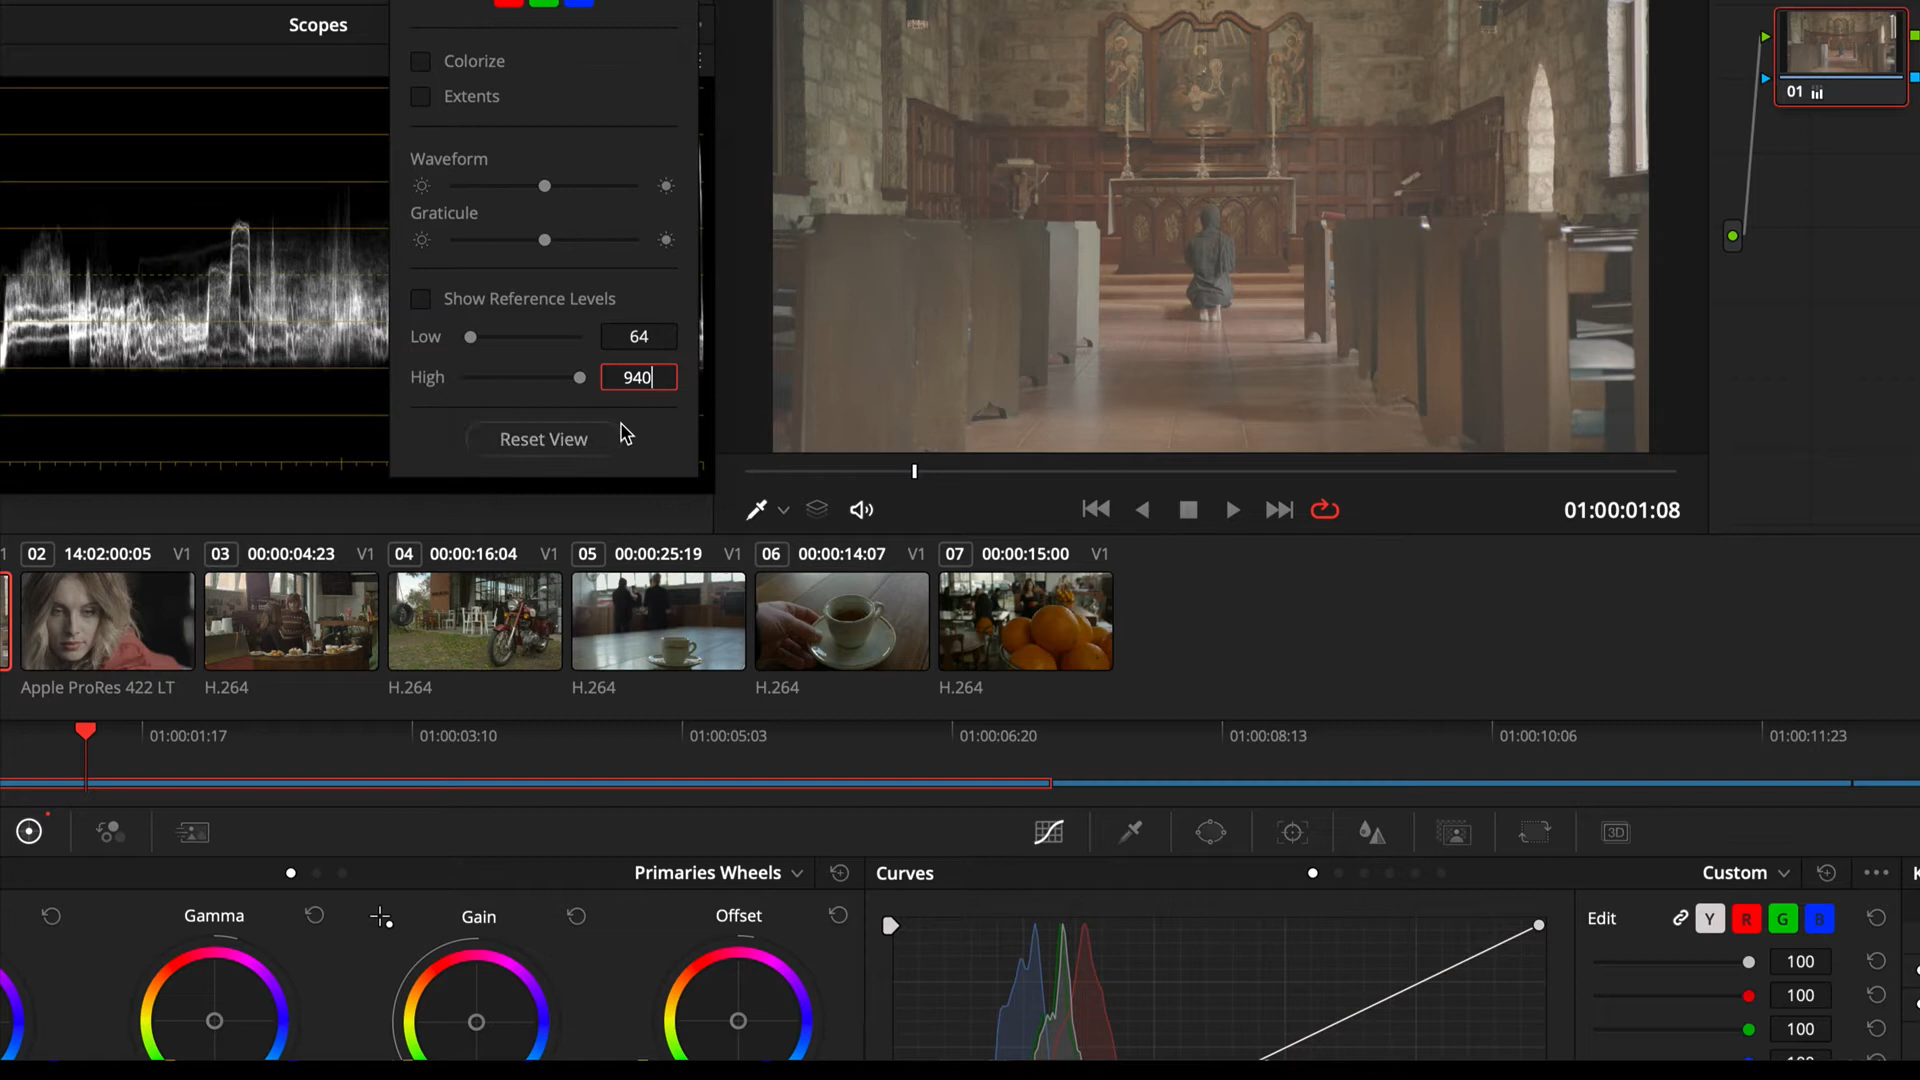 Scopes
Colorize
Extents
Waveform
Graticule
Show Reference Levels
Low 64
High 940
Reset View
01
01:00:01:08
02 14:02:00:05 V1
03 00:00:04:23 V1
04 00:00:16:04 V1
05 00:00:25:19 V1
06 00:00:14:07 V1
07 00:00:15:00 V1
Apple ProRes 422 LT
H.264
H.264
H.264
H.264
H.264
01:00:01:17
01:00:03:10
01:00:05:03
01:00:06:20
01:00:08:13
01:00:10:06
01:00:11:23
3D
Primaries Wheels
Curves
Custom
Gamma
Gain
Offset
Edit
Y R G B
100
100
100